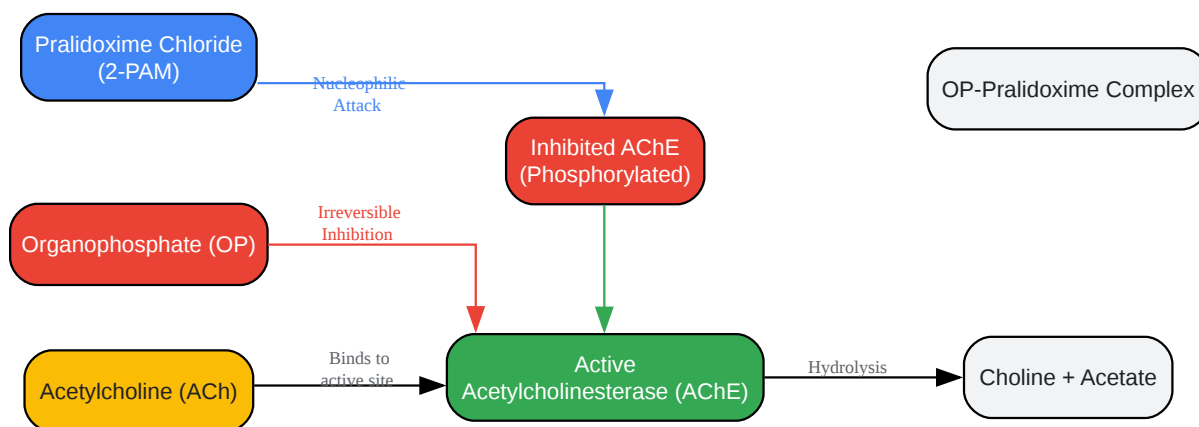 Pralidoxime Chloride
(2-PAM)
Nucleophilic
Attack
OP-Pralidoxime Complex
Inhibited AChE
(Phosphorylated)
Organophosphate (OP)
Irreversible
Inhibition
Acetylcholine (ACh)
Binds to
active site
Active
Acetylcholinesterase (AChE)
Hydrolysis
Choline + Acetate